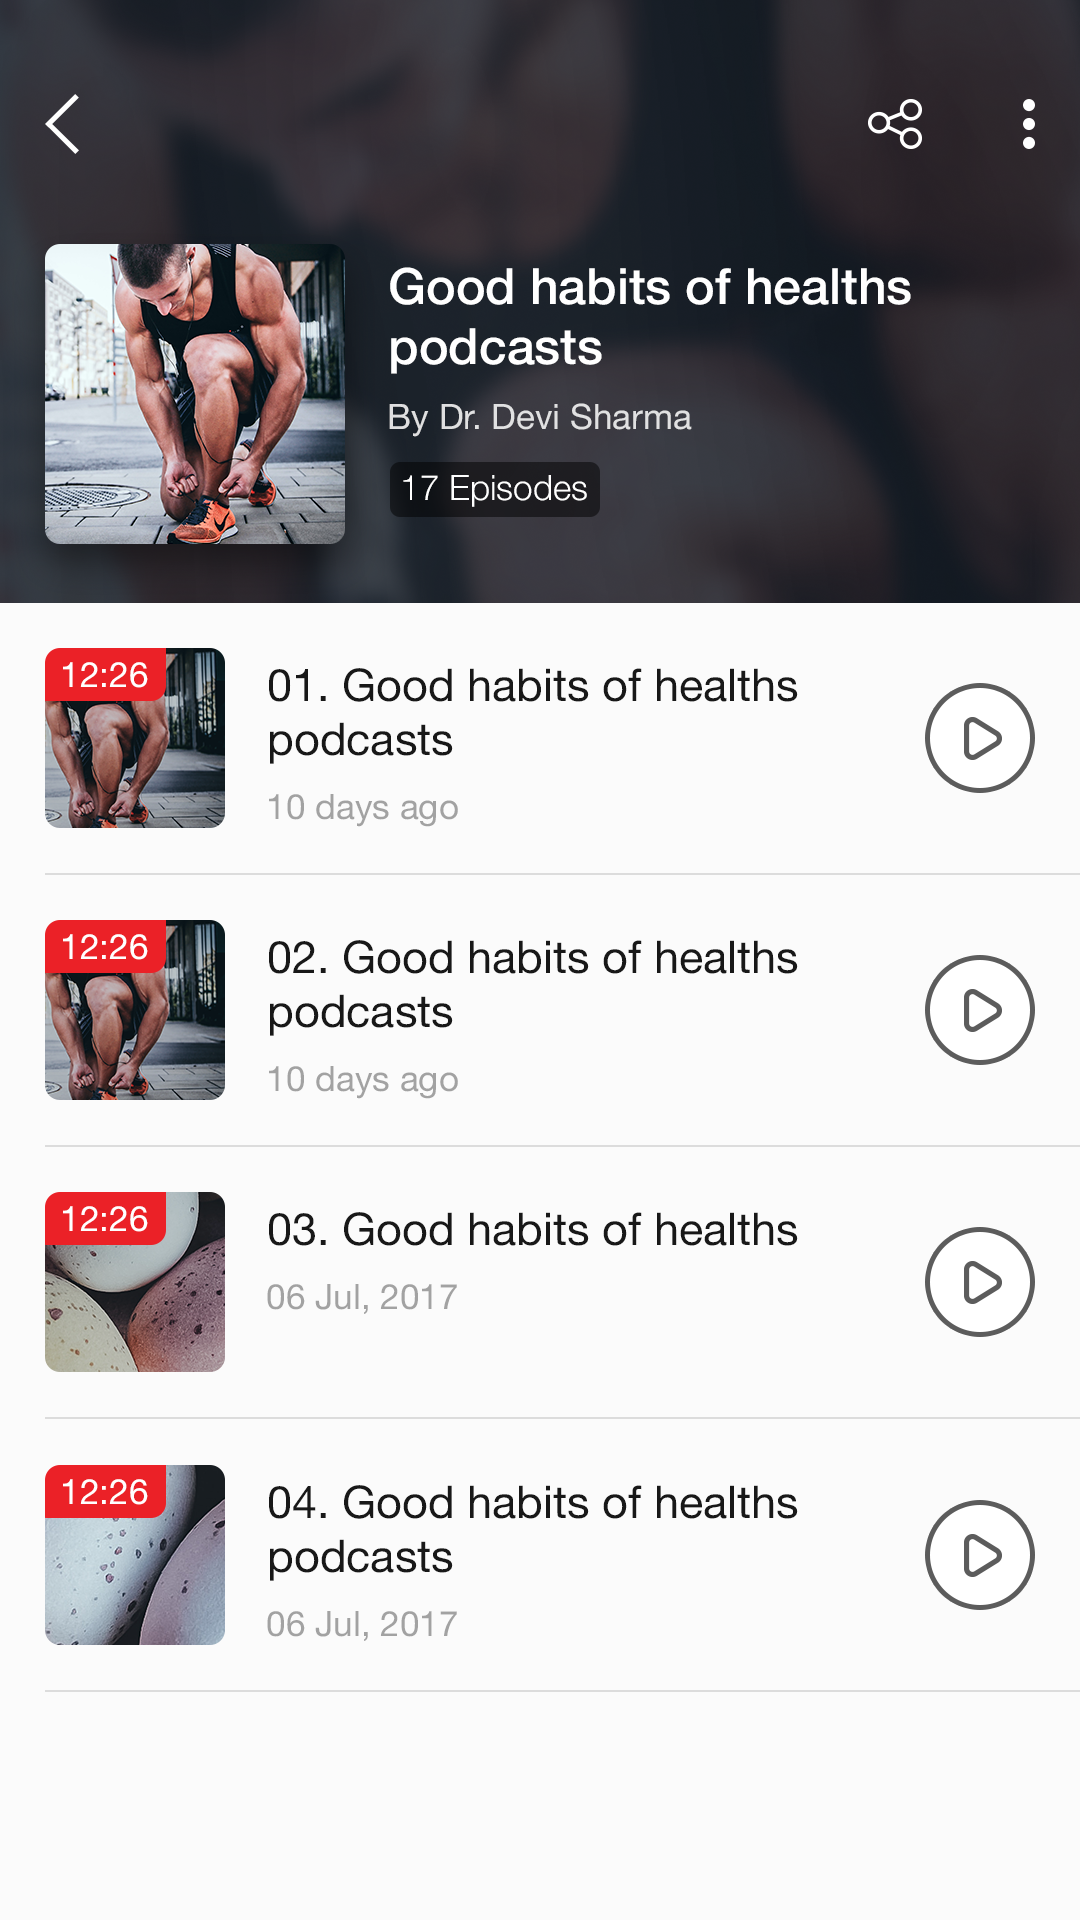 Good habits of healths
podcasts
By Dr. Devi Sharma
17 Episodes
12:26
01. Good habits of healths
podcasts
10 days ago
12:26
02. Good habits of healths
podcasts
10 days ago
12:26
03. Good habits of healths
06 Jul, 2017
12:26
04. Good habits of healths
podcasts
06 Jul, 2017